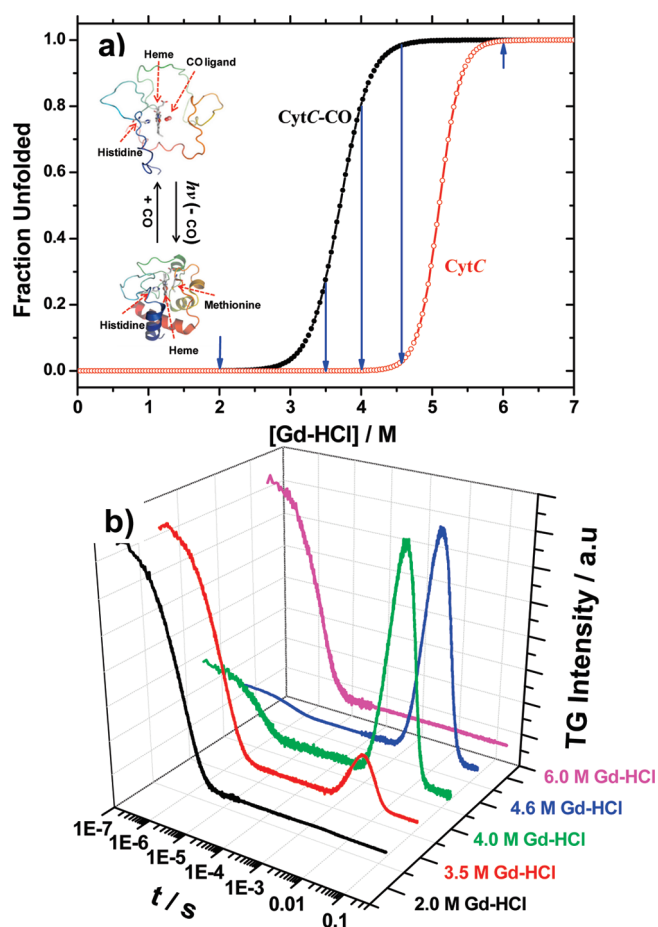 a)
Heme
CO ligand
Histidine
CytC-CO
+ CO
hν (- CO)
CytC
Methionine
Histidine
Heme
Fraction Unfolded
1.0
0.8
0.6
0.4
0.2
0.0
0 1 2 3 4 5 6 7
[Gd-HCl] / M
b)
TG Intensity / a.u
6.0 M Gd-HCl
4.6 M Gd-HCl
4.0 M Gd-HCl
3.5 M Gd-HCl
2.0 M Gd-HCl
1E-7
1E-6
1E-5
1E-4
1E-3
0.01
0.1
t / s